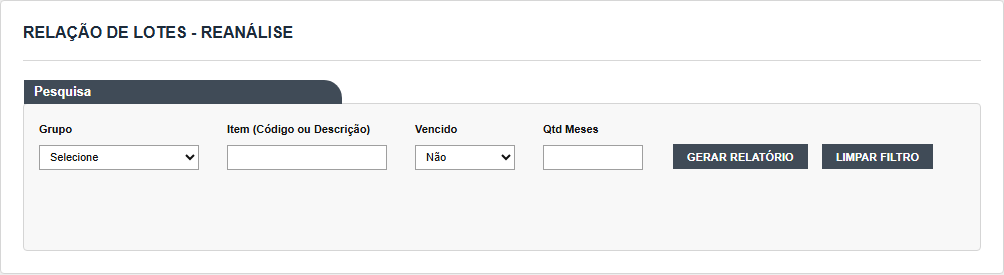 RELAÇÃO DE LOTES - REANÁLISE
Pesquisa
Grupo Item (Código ou Descrição) Vencido Qtd Meses
Selecione Não GERAR RELATÓRIO LIMPAR FILTRO